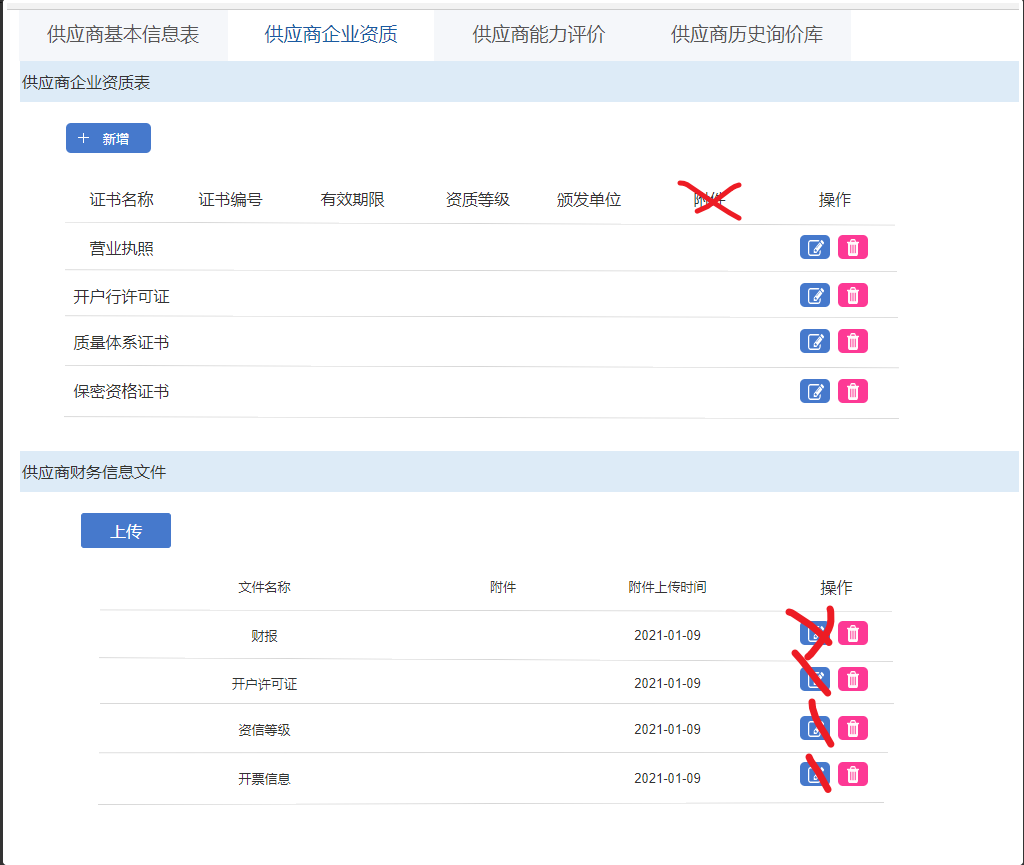 供应商基本信息表 供应商企业资质 供应商能力评价 供应商历史询价库
供应商企业资质表
新增
证书名称 证书编号 有效期限 资质等级 颁发单位 附件 操作
营业执照
开户行许可证
质量体系证书
保密资格证书
供应商财务信息文件
上传
文件名称 附件 附件上传时间 操作
财报 2021-01-09
开户许可证 2021-01-09
资信等级 2021-01-09
开票信息 2021-01-09